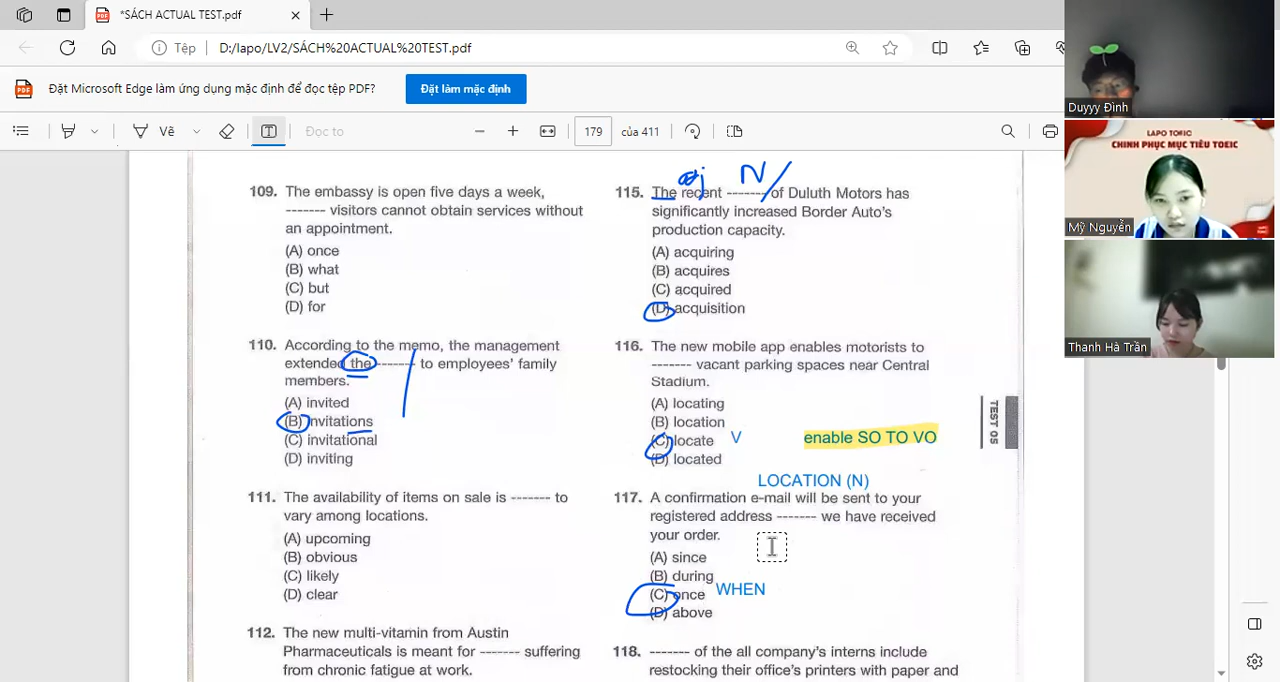 *SÁCH ACTUAL TEST.pdf
Tệp
D:/lapo/LV2/SÁCH%20ACTUAL%20TEST.pdf
Đặt Microsoft Edge làm ứng dụng mặc định để đọc tệp PDF?
Đặt làm mặc định
Vẽ
Đọc to
179
của 411
109. The embassy is open five days a week,
------- visitors cannot obtain services without
an appointment.
(A) once
(B) what
(C) but
(D) for
110. According to the memo, the management
extended the ------- to employees' family
members.
(A) invited
(B) invitations
(C) invitational
(D) inviting
111. The availability of items on sale is ------- to
vary among locations.
(A) upcoming
(B) obvious
(C) likely
(D) clear
112. The new multi-vitamin from Austin
Pharmaceuticals is meant for ------- suffering
from chronic fatigue at work.
adj N
115. The recent ------- of Duluth Motors has
significantly increased Border Auto's
production capacity.
(A) acquiring
(B) acquires
(C) acquired
(D) acquisition
116. The new mobile app enables motorists to
------- vacant parking spaces near Central
Stadium.
(A) locating
(B) location
(C) locate V
enable SO TO VO
(D) located
LOCATION (N)
117. A confirmation e-mail will be sent to your
registered address ------- we have received
your order.
(A) since
(B) during
(C) once WHEN
(D) above
118. ------- of the all company's interns include
restocking their office's printers with paper and
TEST 05
Duyyy Đình
LAPO TOEIC
CHINH PHỤC MỤC TIÊU TOEIC
Mỹ Nguyễn
Thanh Hà Trần